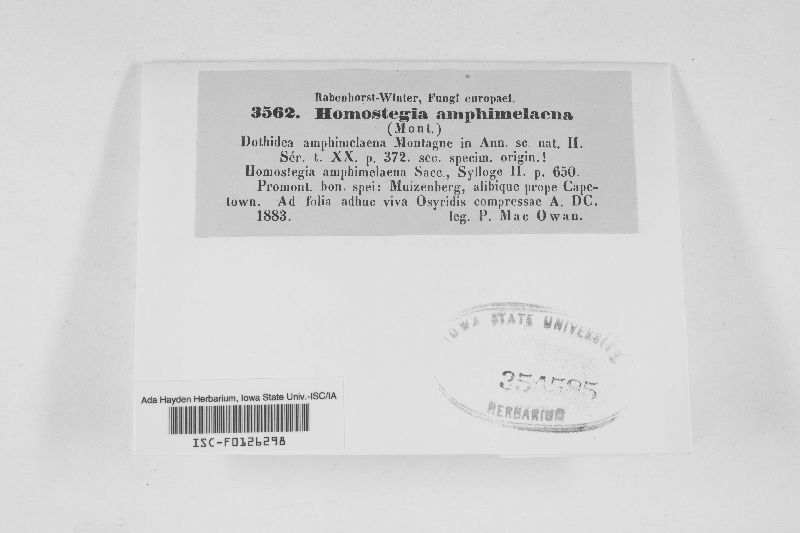 Rabenhorst-Winter, Fungi europaei.
3562. Homostegia amphimelaena
(Mont.)
Dothidea amphimelaena Montagne in Ann. sc. nat. II.
Sér. t. XX. p. 372. sec. specim. origin.!
Homostegia amphimelaena Sacc., Sylloge II. p. 650.
Promont. bon. spei: Muizenberg, alibique prope Cape-
town. Ad folia adhuc viva Osyridis compressae A. DC.
1883. leg. P. Mac Owan.
IOWA STATE UNIVERSITY
354595
HERBARIUM
Ada Hayden Herbarium, Iowa State Univ.-ISC/IA
ISC-F0126298